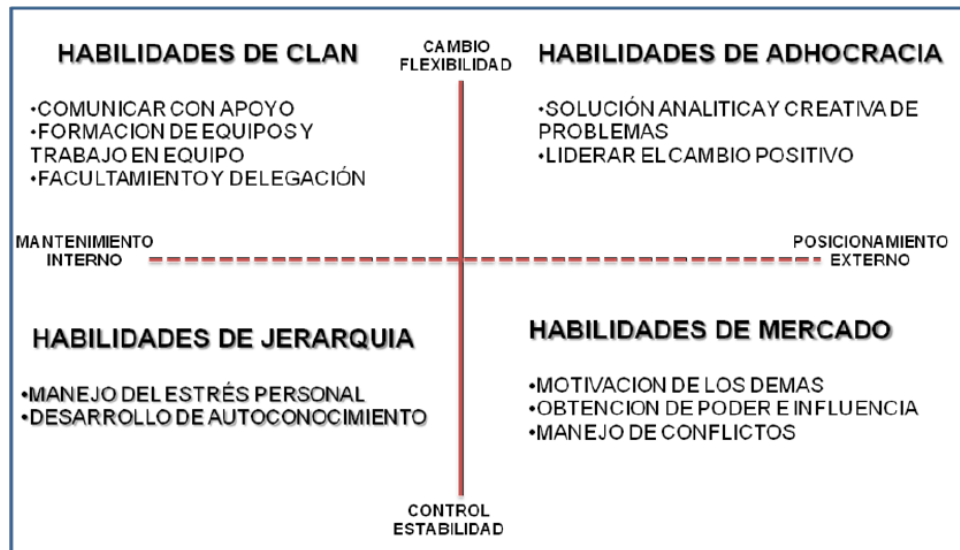 HABILIDADES DE CLAN
•COMUNICAR CON APOYO
•FORMACION DE EQUIPOS Y
TRABAJO EN EQUIPO
•FACULTAMIENTO Y DELEGACIÓN
CAMBIO
FLEXIBILIDAD
HABILIDADES DE ADHOCRACIA
•SOLUCIÓN ANALITICA Y CREATIVA DE
PROBLEMAS
•LIDERAR EL CAMBIO POSITIVO
MANTENIMIENTO
INTERNO
POSICIONAMIENTO
EXTERNO
HABILIDADES DE JERARQUIA
•MANEJO DEL ESTRÉS PERSONAL
•DESARROLLO DE AUTOCONOCIMIENTO
HABILIDADES DE MERCADO
•MOTIVACION DE LOS DEMAS
•OBTENCION DE PODER E INFLUENCIA
•MANEJO DE CONFLICTOS
CONTROL
ESTABILIDAD